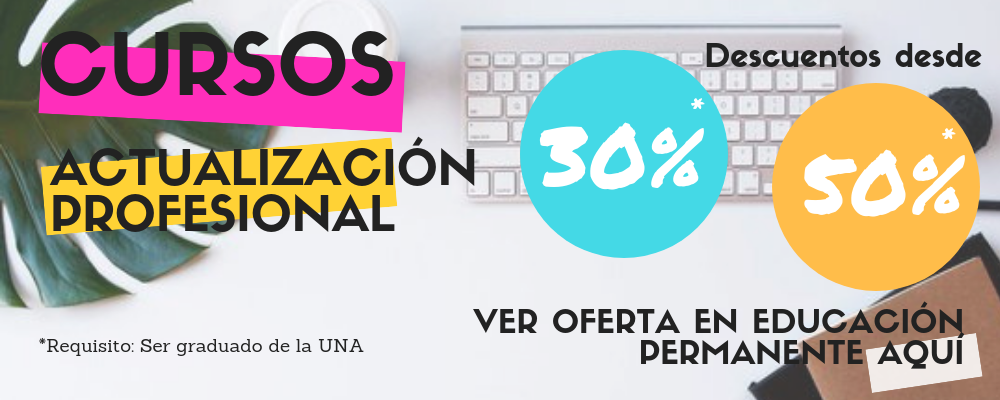 CURSOS
ACTUALIZACIÓN
PROFESIONAL
*Requisito: Ser graduado de la UNA
Descuentos desde
30%*
50%*
VER OFERTA EN EDUCACIÓN
PERMANENTE AQUÍ